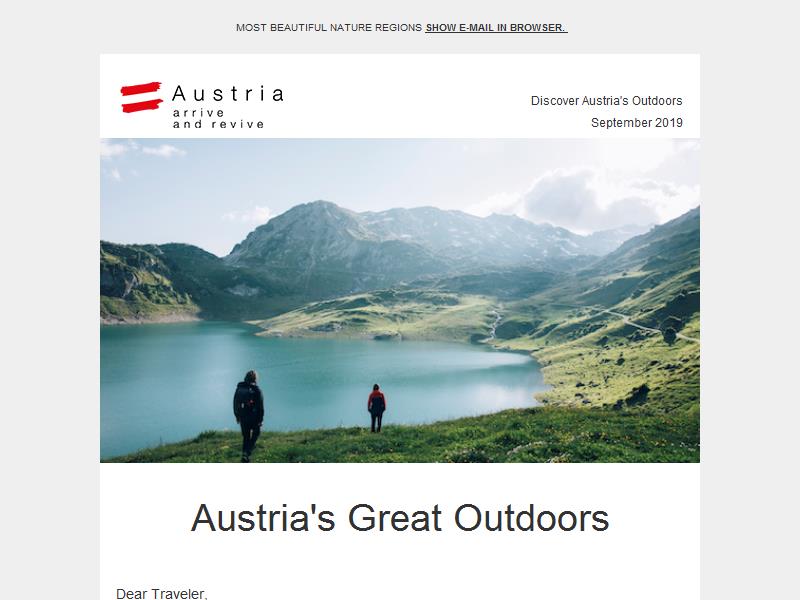 MOST BEAUTIFUL NATURE REGIONS SHOW E-MAIL IN BROWSER.
Austria
arrive
and revive
Discover Austria's Outdoors
September 2019
Austria's Great Outdoors
Dear Traveler,